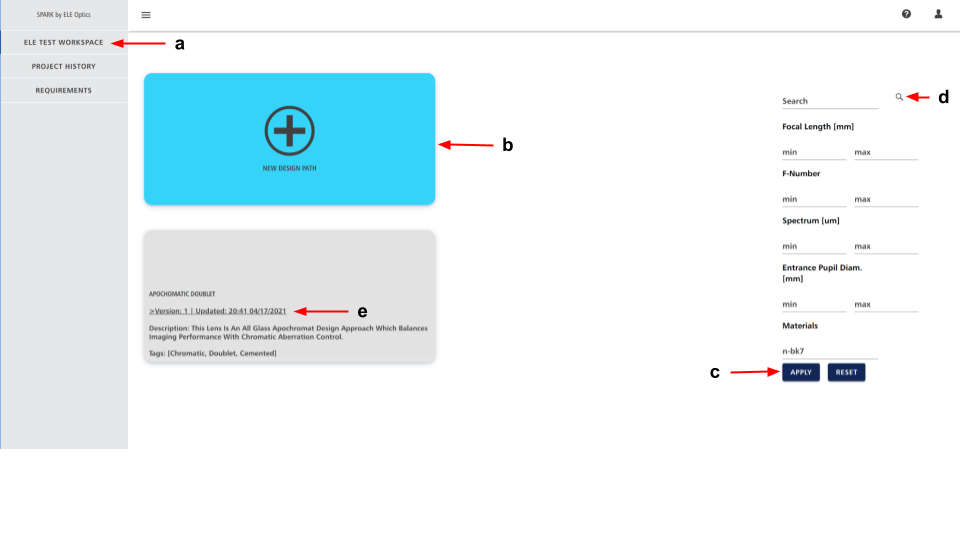 SPARK by ELE Optics
ELE TEST WORKSPACE
a
PROJECT HISTORY
REQUIREMENTS
NEW DESIGN PATH
b
APOCHOMATIC DOUBLET
>Version: 1 | Updated: 20:41 04/17/2021
e
Description: This Lens Is An All Glass Apochromat Design Approach Which Balances
Imaging Performance With Chromatic Aberration Control.
Tags: [Chromatic, Doublet, Cemented]
Search
d
Focal Length [mm]
min max
F-Number
min max
Spectrum [um]
min max
Entrance Pupil Diam.
[mm]
min max
Materials
n-bk7
c
APPLY RESET